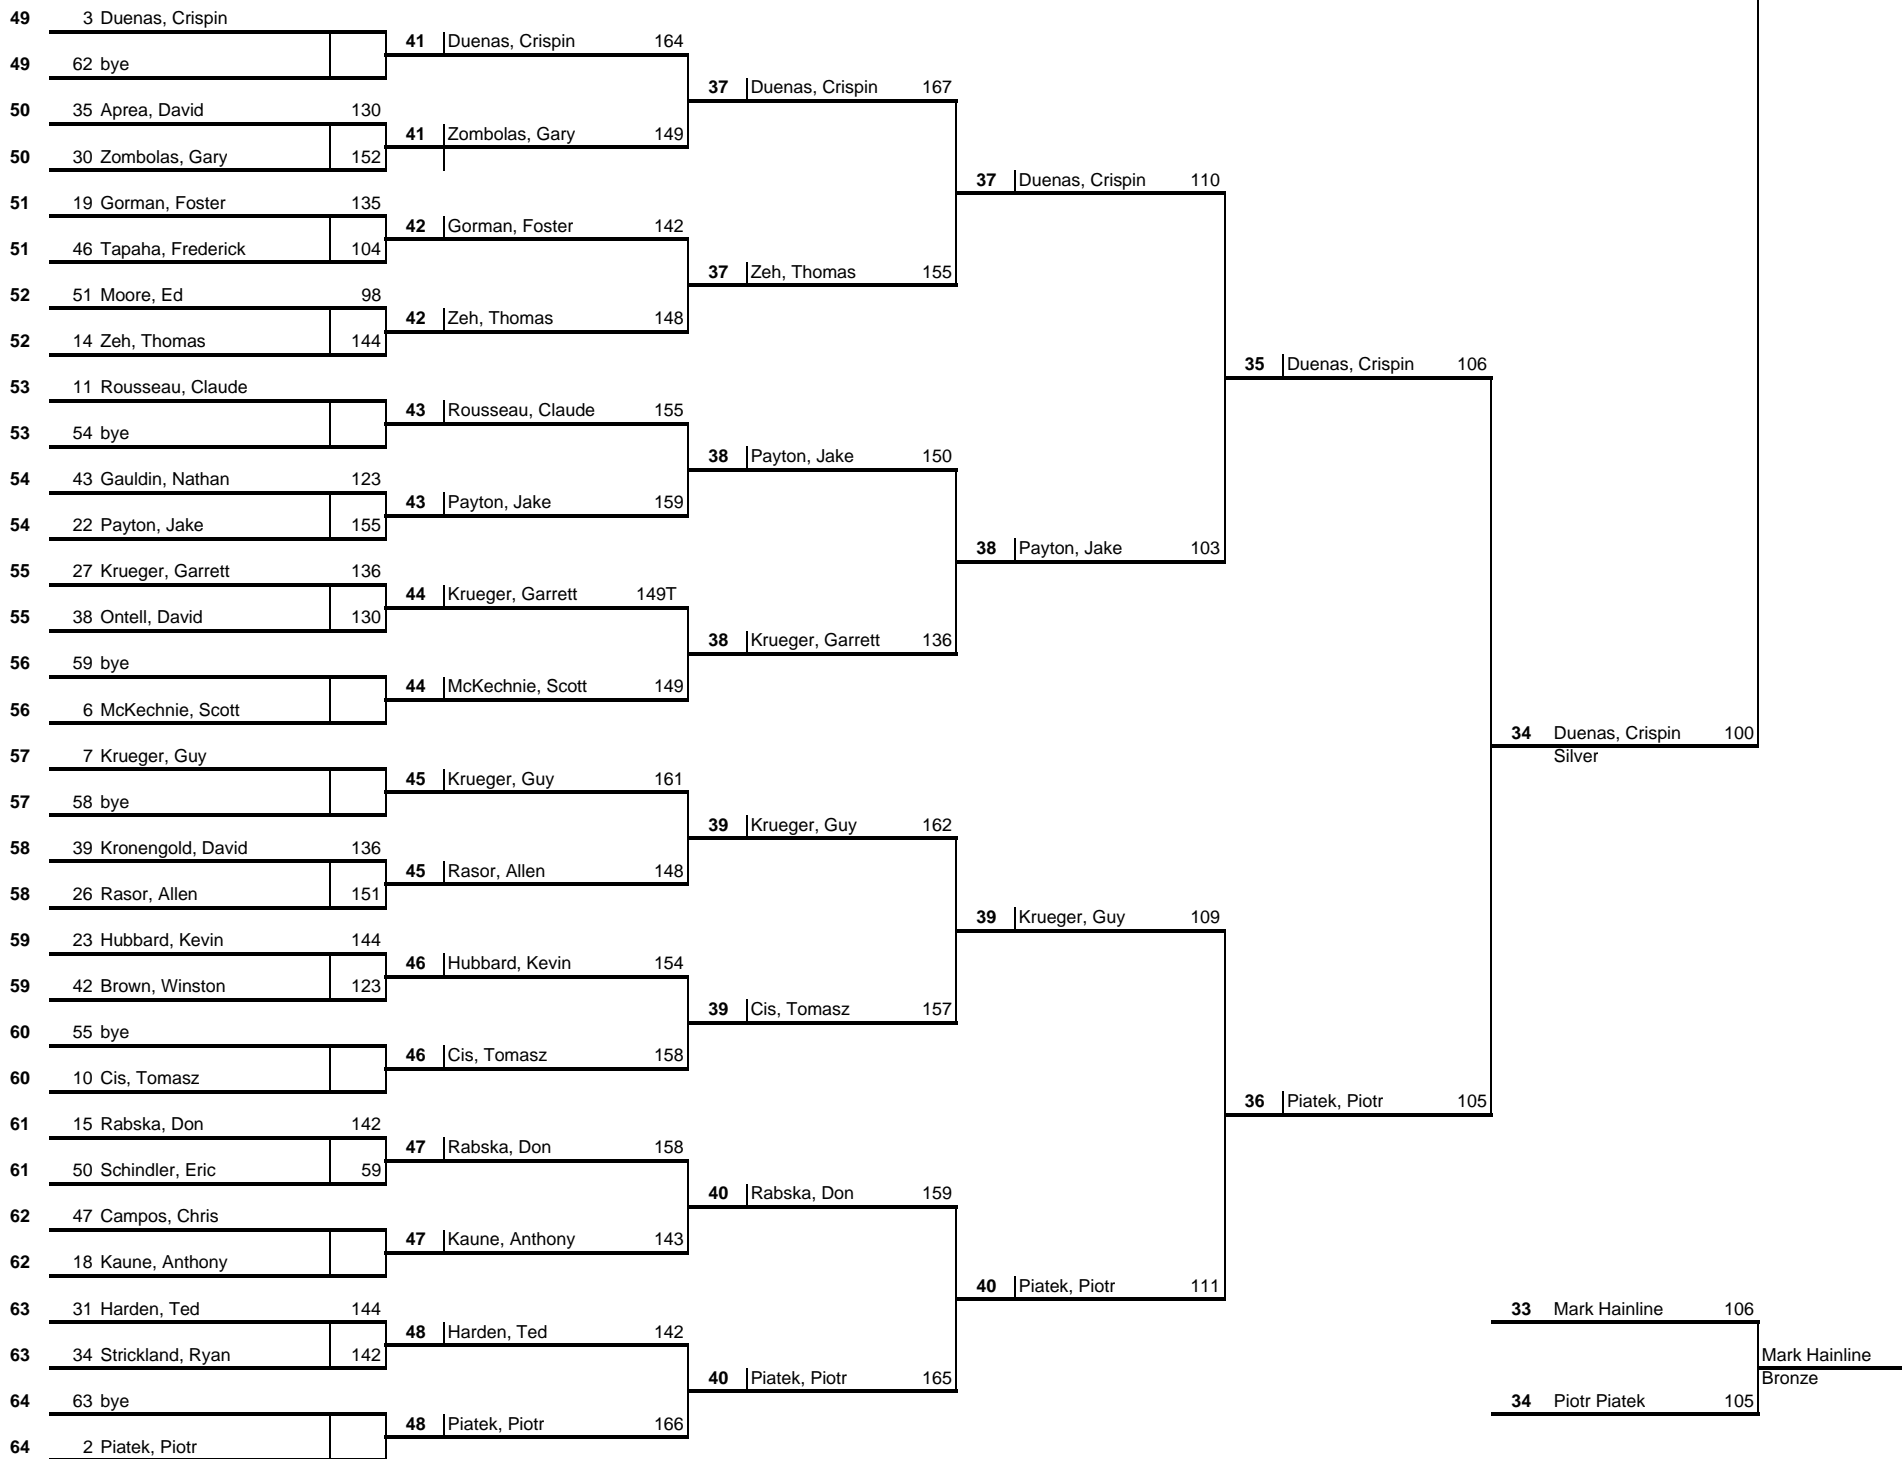 49 3 Duenas, Crispin
41 Duenas, Crispin 164
49 62 bye
37 Duenas, Crispin 167
50 35 Aprea, David 130
41 Zombolas, Gary 149
50 30 Zombolas, Gary 152
37 Duenas, Crispin 110
51 19 Gorman, Foster 135
42 Gorman, Foster 142
51 46 Tapaha, Frederick 104
37 Zeh, Thomas 155
52 51 Moore, Ed 98
42 Zeh, Thomas 148
52 14 Zeh, Thomas 144
35 Duenas, Crispin 106
53 11 Rousseau, Claude
43 Rousseau, Claude 155
53 54 bye
38 Payton, Jake 150
54 43 Gauldin, Nathan 123
43 Payton, Jake 159
54 22 Payton, Jake 155
38 Payton, Jake 103
55 27 Krueger, Garrett 136
44 Krueger, Garrett 149T
55 38 Ontell, David 130
38 Krueger, Garrett 136
56 59 bye
44 McKechnie, Scott 149
56 6 McKechnie, Scott
34 Duenas, Crispin 100
57 7 Krueger, Guy
Silver
45 Krueger, Guy 161
57 58 bye
39 Krueger, Guy 162
58 39 Kronengold, David 136
45 Rasor, Allen 148
58 26 Rasor, Allen 151
39 Krueger, Guy 109
59 23 Hubbard, Kevin 144
46 Hubbard, Kevin 154
59 42 Brown, Winston 123
39 Cis, Tomasz 157
60 55 bye
46 Cis, Tomasz 158
60 10 Cis, Tomasz
36 Piatek, Piotr 105
61 15 Rabska, Don 142
47 Rabska, Don 158
61 50 Schindler, Eric 59
40 Rabska, Don 159
62 47 Campos, Chris
47 Kaune, Anthony 143
62 18 Kaune, Anthony
40 Piatek, Piotr 111
63 31 Harden, Ted 144
33 Mark Hainline 106
48 Harden, Ted 142
63 34 Strickland, Ryan 142
Mark Hainline
40 Piatek, Piotr 165
Bronze
64 63 bye
34 Piotr Piatek 105
48 Piatek, Piotr 166
64 2 Piatek, Piotr